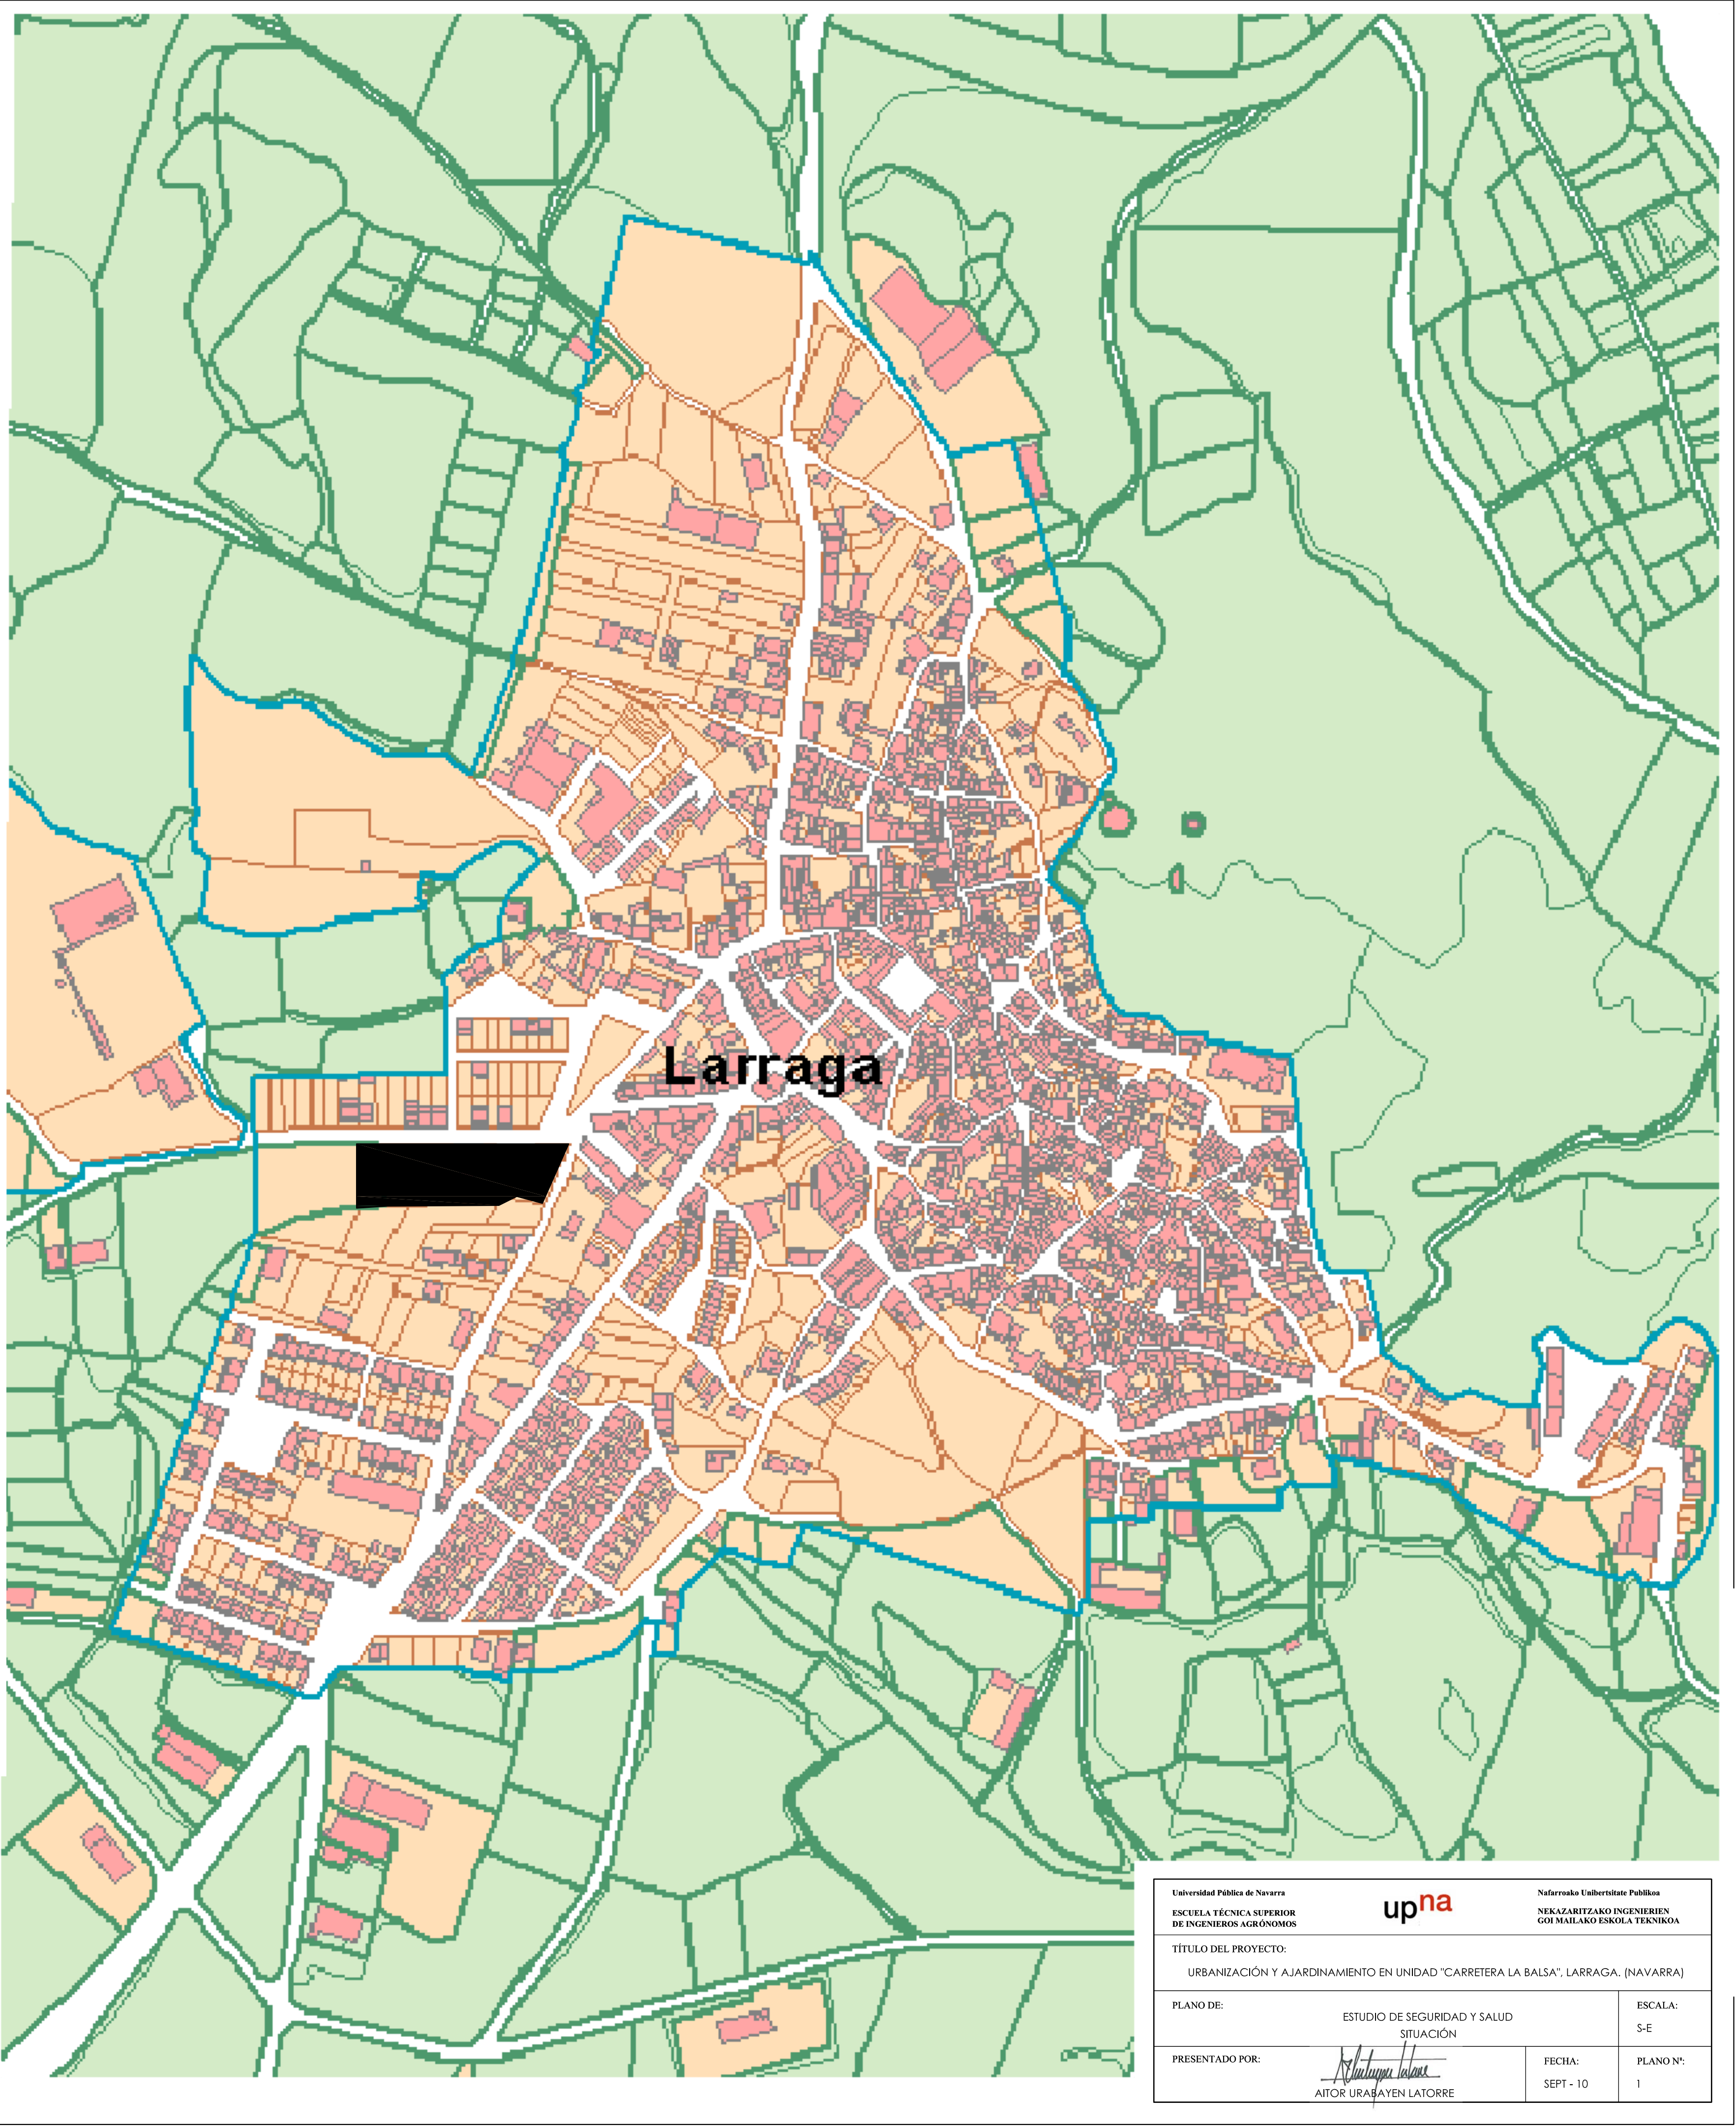 Larraga
Universidad Pública de Navarra
ESCUELA TÉCNICA SUPERIOR
DE INGENIEROS AGRÓNOMOS
upna
Nafarroako Unibertsitate Publikoa
NEKAZARITZAKO INGENIERIEN
GOI MAILAKO ESKOLA TEKNIKOA
TÍTULO DEL PROYECTO:
URBANIZACIÓN Y AJARDINAMIENTO EN UNIDAD "CARRETERA LA BALSA", LARRAGA. (NAVARRA)
PLANO DE:
ESTUDIO DE SEGURIDAD Y SALUD
SITUACIÓN
ESCALA:
S-E
PRESENTADO POR:
AITOR URABAYEN LATORRE
FECHA:
SEPT - 10
PLANO Nº:
1